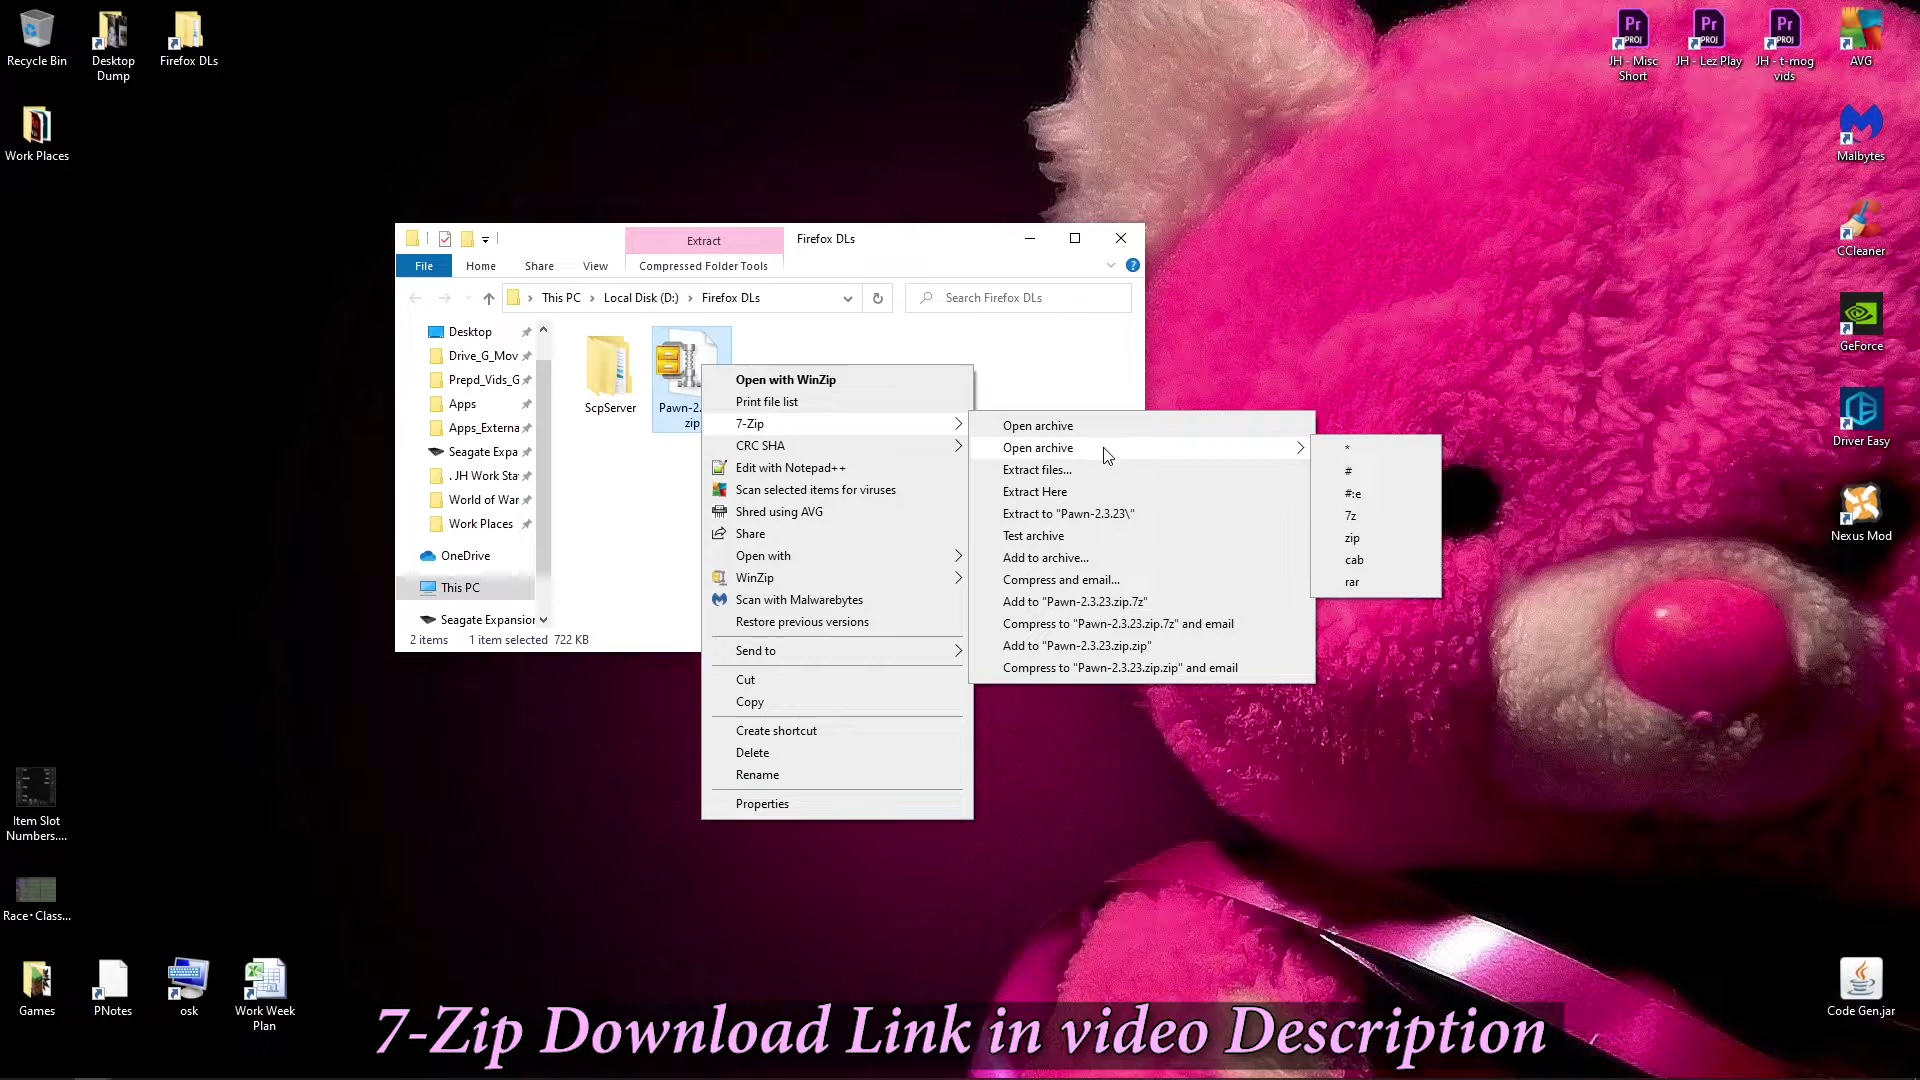 Recycle Bin
Desktop
Dump
Firefox DLs
Work Places
JH - Misc
Short
JH - Lez Play
JH - t-mog
vids
AVG
Malbytes
CCleaner
GeForce
Driver Easy
Nexus Mod
Extract
Firefox DLs
File
Home
Share
View
Compressed Folder Tools
This PC
Local Disk (D:)
Firefox DLs
Search Firefox DLs
Desktop
Drive_G_Mov
Prepd_Vids_G
Apps
Apps_Externa
Seagate Expa
. JH Work Sta
World of War
Work Places
OneDrive
This PC
Seagate Expansion
2 items
1 item selected 722 KB
ScpServer
Pawn-2.
zip
Open with WinZip
Print file list
7-Zip
CRC SHA
Edit with Notepad++
Scan selected items for viruses
Shred using AVG
Share
Open with
WinZip
Scan with Malwarebytes
Restore previous versions
Send to
Cut
Copy
Create shortcut
Delete
Rename
Properties
Open archive
Open archive
Extract files...
Extract Here
Extract to "Pawn-2.3.23\"
Test archive
Add to archive...
Compress and email...
Add to "Pawn-2.3.23.zip.7z"
Compress to "Pawn-2.3.23.zip.7z" and email
Add to "Pawn-2.3.23.zip.zip"
Compress to "Pawn-2.3.23.zip.zip" and email
*
#
#:e
7z
zip
cab
rar
Item Slot
Numbers....
Race・Class...
Games
PNotes
osk
Work Week
Plan
Code Gen.jar
7-Zip Download Link in video Description